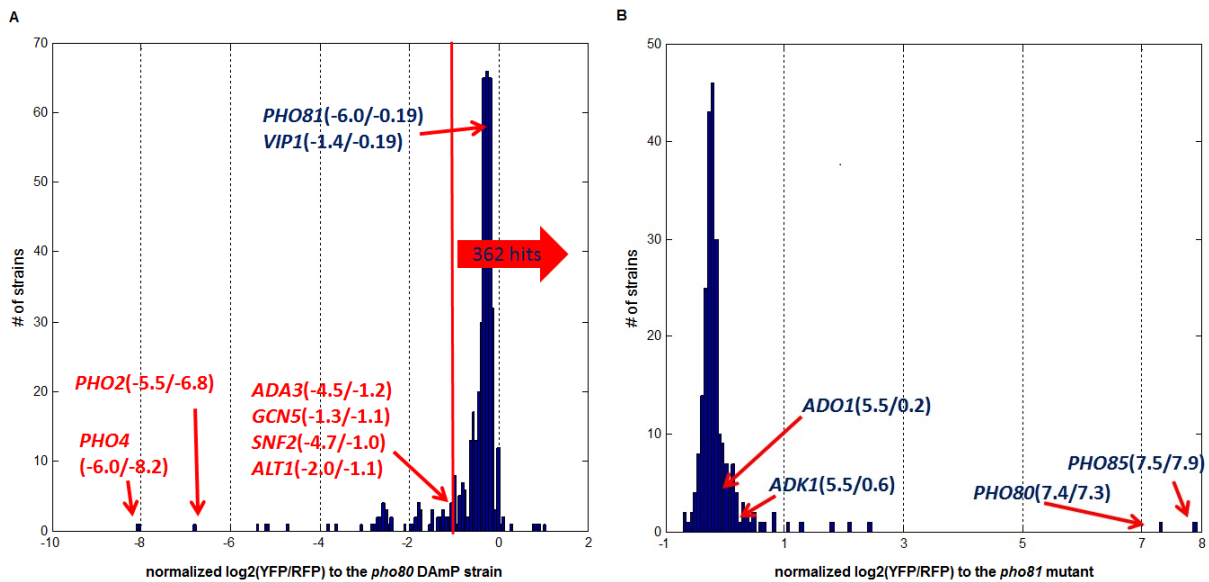 A
70
60
50
40
30
20
10
0
# of strains
PHO81(-6.0/-0.19)
VIP1(-1.4/-0.19)
362 hits
PHO2(-5.5/-6.8)
PHO4
(-6.0/-8.2)
ADA3(-4.5/-1.2)
GCN5(-1.3/-1.1)
SNF2(-4.7/-1.0)
ALT1(-2.0/-1.1)
-10
-8
-6
-4
-2
0
2
normalized log2(YFP/RFP) to the pho80 DAmP strain
B
50
40
30
20
10
0
# of strains
ADO1(5.5/0.2)
ADK1(5.5/0.6)
PHO85(7.5/7.9)
PHO80(7.4/7.3)
-1
1
3
5
7
8
normalized log2(YFP/RFP) to the pho81 mutant